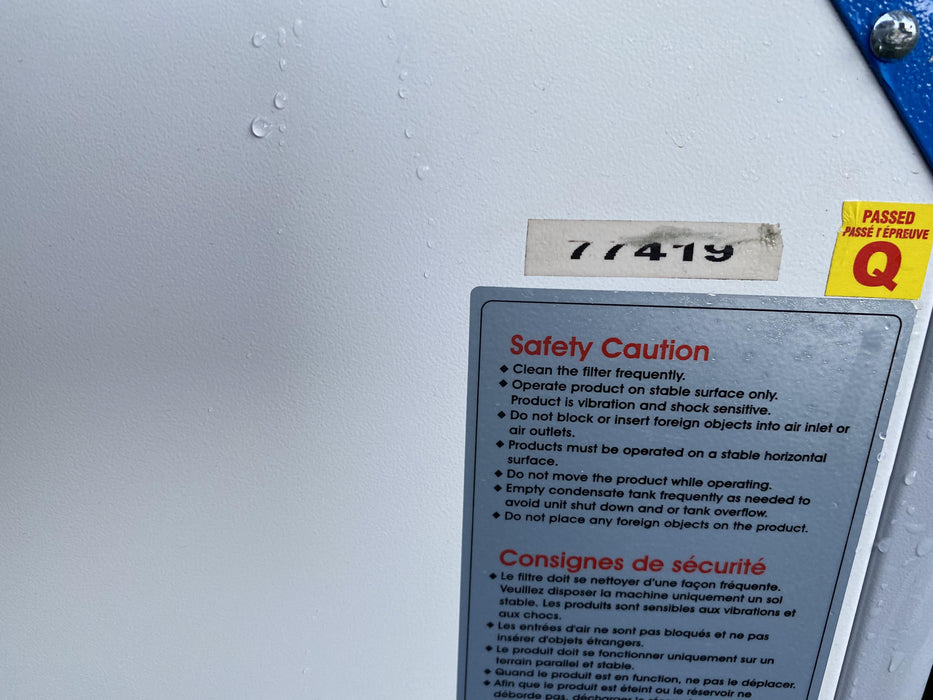 77419
PASSED
PASSÉ l'ÉPREUVE
Q
Safety Caution
◆ Clean the filter frequently.
◆ Operate product on stable surface only.
Product is vibration and shock sensitive.
◆ Do not block or insert foreign objects into air inlet or
air outlets.
◆ Products must be operated on a stable horizontal
surface.
◆ Do not move the product while operating.
◆ Empty condensate tank frequently as needed to
avoid unit shut down and or tank overflow.
◆ Do not place any foreign objects on the product.
Consignes de sécurité
◆ Le filtre doit se nettoyer d'une façon fréquente.
Veuillez disposer la machine uniquement un sol
stable. Les produits sont sensibles aux vibrations et
aux chocs.
◆ Les entrées d'air ne sont pas bloqués et ne pas
insérer d'objets étrangers.
◆ Le produit doit se fonctionner uniquement sur un
terrain parallel et stable.
◆ Quand le produit est en function, ne pas le déplacer.
◆ Afin que le produit est éteint ou le réservoir ne
déborde pas, décharger